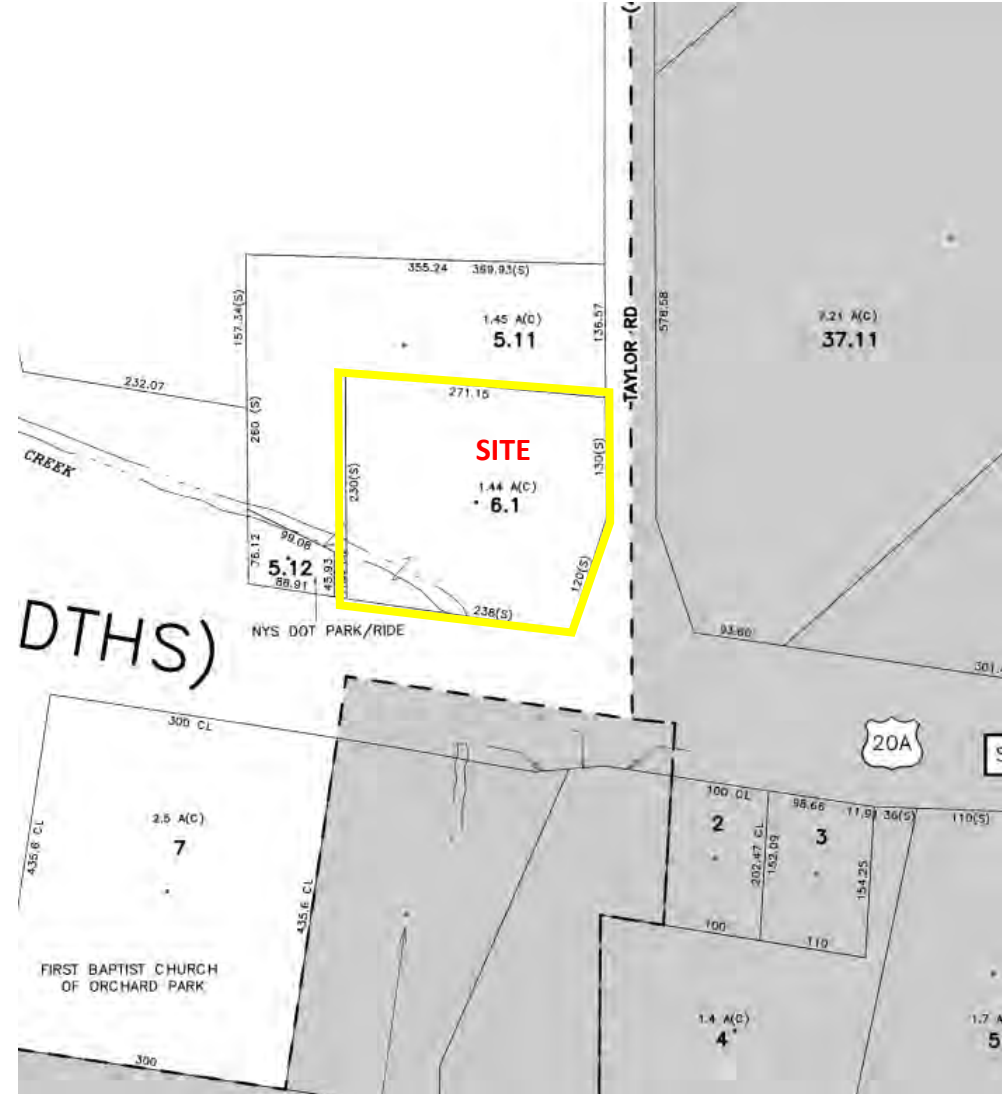 355.24 369.93(S)
157.34(S)
1.45 A(C)
5.11
136.57
TAYLOR RD
578.58
7.21 A(C)
37.11
232.07
271.15
260 (S)
SITE
130(S)
CREEK
230(S)
1.44 A(C)
6.1
99.08
76.12
5.12
45.93
88.91
120(S)
238(S)
NYS DOT PARK/RIDE
93.60
301.
DTHS)
300 CL
20A
S
2.5 A(C)
7
435.6 CL
435.6 CL
100 CL
98.66
11.91
36(S)
110(S)
2
3
202.47 CL
152.09
154.25
100
110
FIRST BAPTIST CHURCH
OF ORCHARD PARK
1.4 A(C)
4
1.7 A
5
300